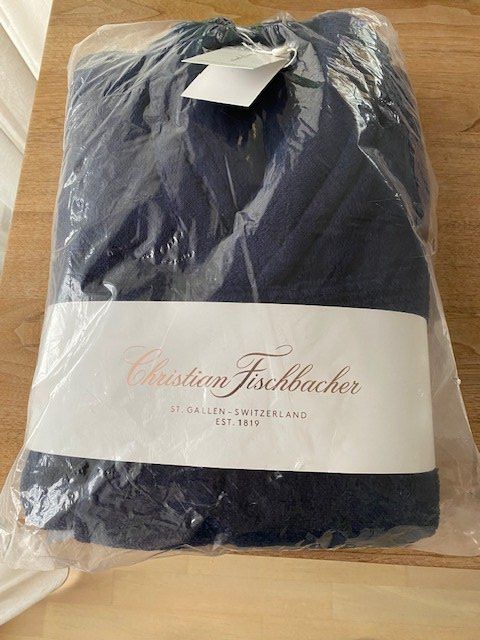 Christian Fischbacher
ST. GALLEN - SWITZERLAND
EST. 1819